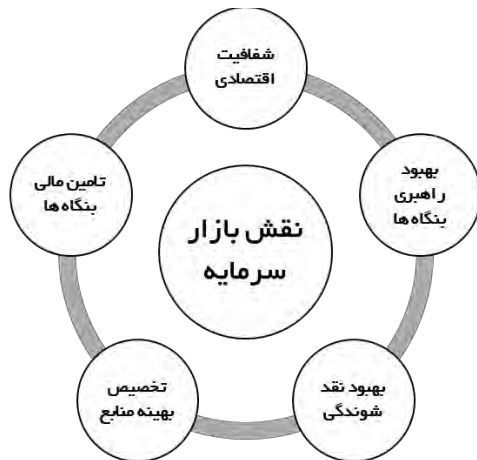 شفافیت
اقتصادی
بهبود
راهبری
بنگاه ها
تامین مالی
بنگاه ها
نقش بازار
سرمایه
بهبود نقد
شوندگی
تخصیص
بهینه منابع